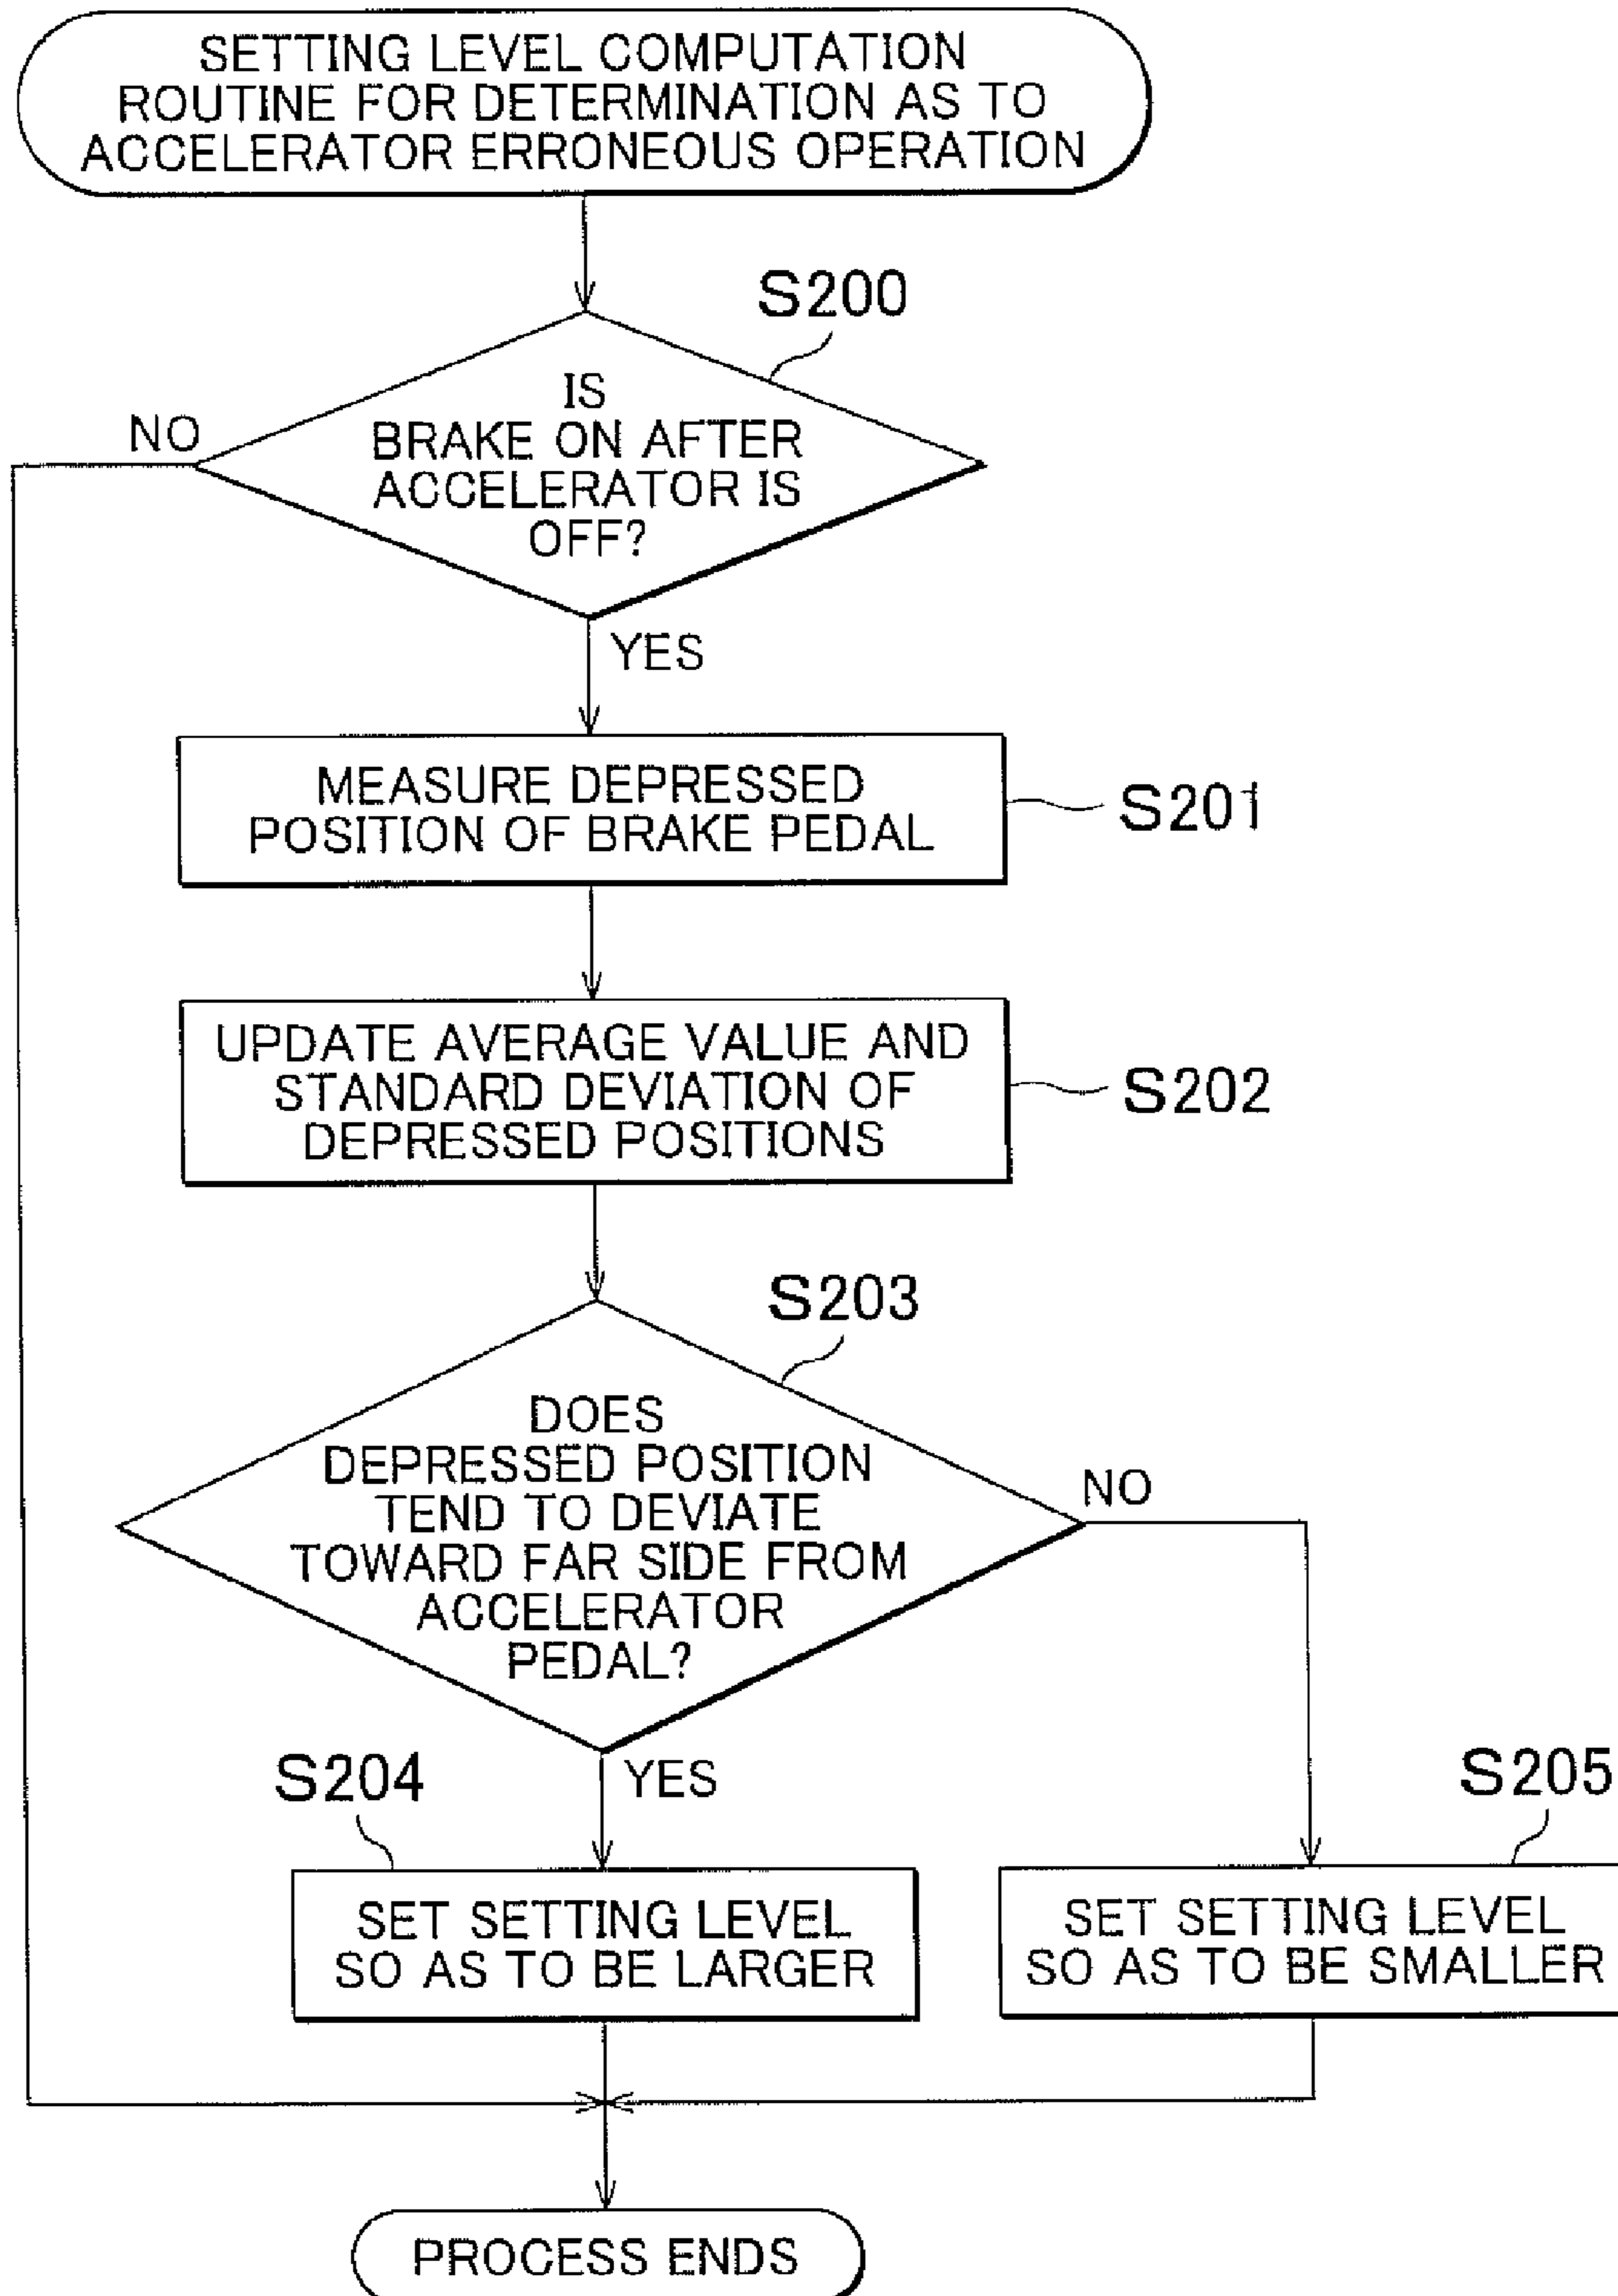 SETTING LEVEL COMPUTATION
ROUTINE FOR DETERMINATION AS TO
ACCELERATOR ERRONEOUS OPERATION
S200
IS
BRAKE ON AFTER
ACCELERATOR IS
OFF?
NO
YES
MEASURE DEPRESSED
POSITION OF BRAKE PEDAL
S201
UPDATE AVERAGE VALUE AND
STANDARD DEVIATION OF
DEPRESSED POSITIONS
S202
S203
DOES
DEPRESSED POSITION
TEND TO DEVIATE
TOWARD FAR SIDE FROM
ACCELERATOR
PEDAL?
NO
YES
S204
SET SETTING LEVEL
SO AS TO BE LARGER
S205
SET SETTING LEVEL
SO AS TO BE SMALLER
PROCESS ENDS